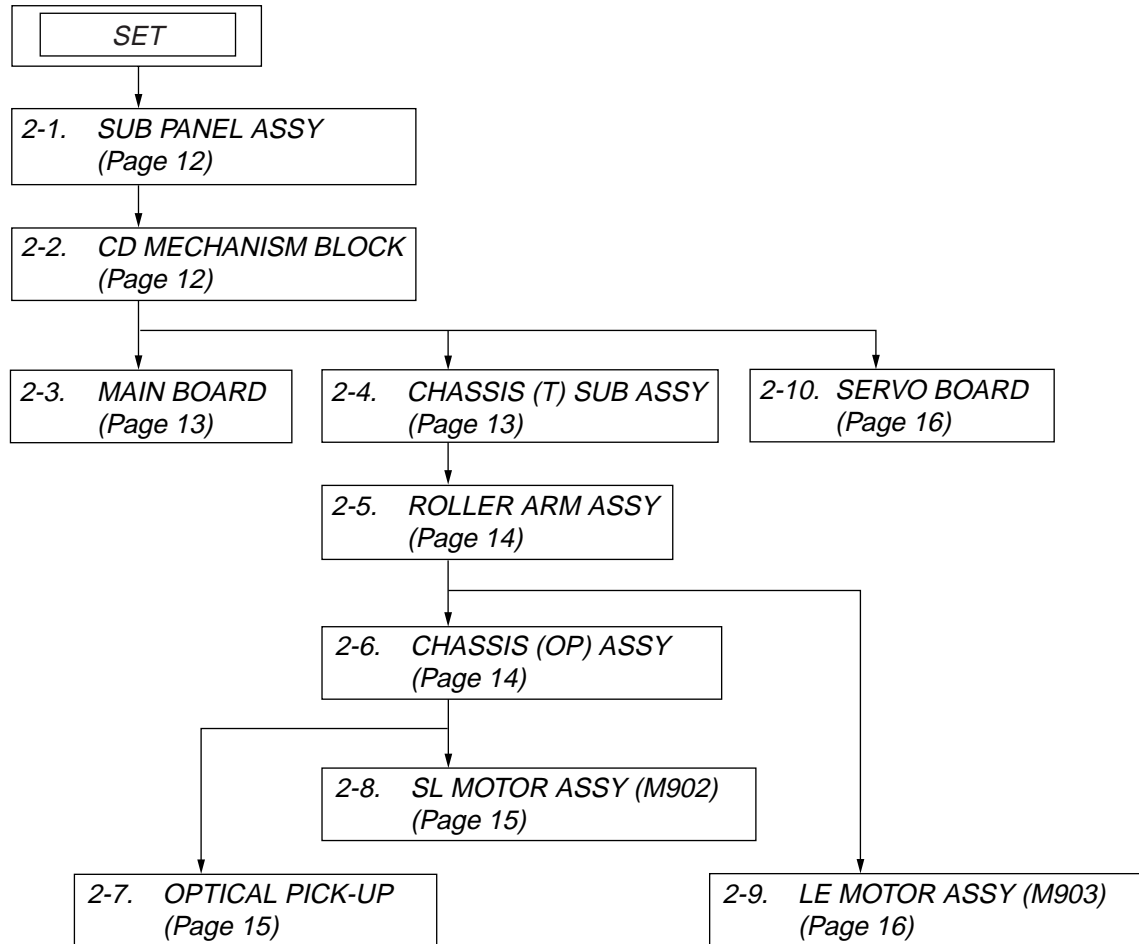 SET
2-1. SUB PANEL ASSY
(Page 12)
2-2. CD MECHANISM BLOCK
(Page 12)
2-3. MAIN BOARD
(Page 13)
2-4. CHASSIS (T) SUB ASSY
(Page 13)
2-10. SERVO BOARD
(Page 16)
2-5. ROLLER ARM ASSY
(Page 14)
2-6. CHASSIS (OP) ASSY
(Page 14)
2-8. SL MOTOR ASSY (M902)
(Page 15)
2-7. OPTICAL PICK-UP
(Page 15)
2-9. LE MOTOR ASSY (M903)
(Page 16)